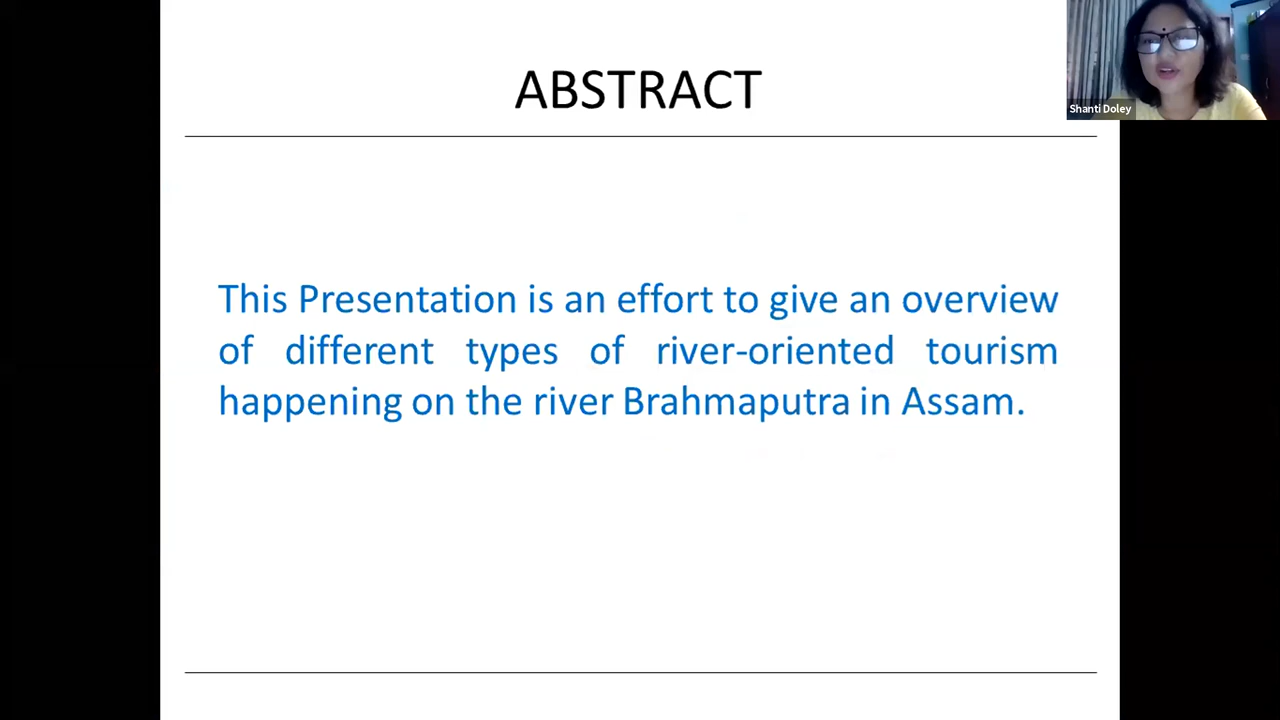 ABSTRACT
Shanti Doley
This Presentation is an effort to give an overview
of different types of river-oriented tourism
happening on the river Brahmaputra in Assam.